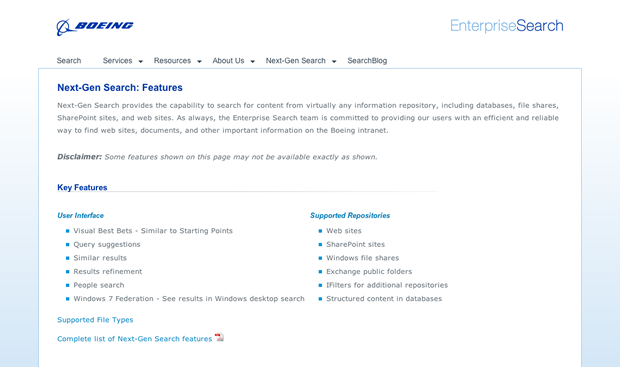 BOEING
EnterpriseSearch
Search Services Resources About Us Next-Gen Search SearchBlog
Next-Gen Search: Features
Next-Gen Search provides the capability to search for content from virtually any information repository, including databases, file shares,
SharePoint sites, and web sites. As always, the Enterprise Search team is committed to providing our users with an efficient and reliable
way to find web sites, documents, and other important information on the Boeing intranet.
Disclaimer: Some features shown on this page may not be available exactly as shown.
Key Features
User Interface
Visual Best Bets - Similar to Starting Points
Query suggestions
Similar results
Results refinement
People search
Windows 7 Federation - See results in Windows desktop search
Supported Repositories
Web sites
SharePoint sites
Windows file shares
Exchange public folders
IFilters for additional repositories
Structured content in databases
Supported File Types
Complete list of Next-Gen Search features